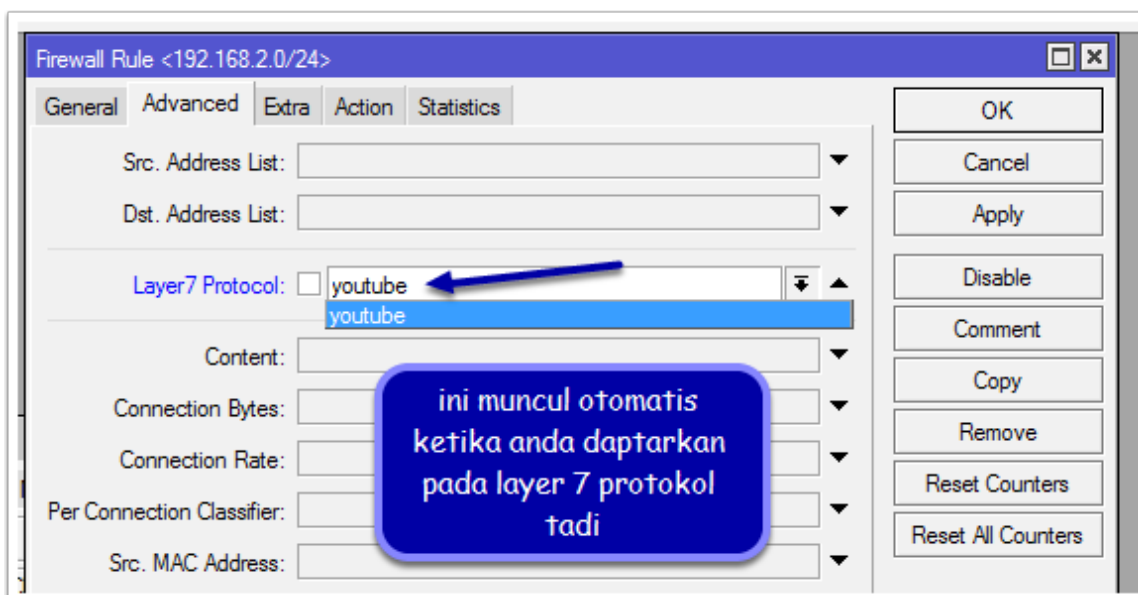 Firewall Rule <192.168.2.0/24>
General Advanced Extra Action Statistics
Src. Address List:
Dst. Address List:
Layer7 Protocol: youtube
youtube
Content:
Connection Bytes:
Connection Rate:
Per Connection Classifier:
Src. MAC Address:
ini muncul otomatis
ketika anda daptarkan
pada layer 7 protokol
tadi
OK
Cancel
Apply
Disable
Comment
Copy
Remove
Reset Counters
Reset All Counters